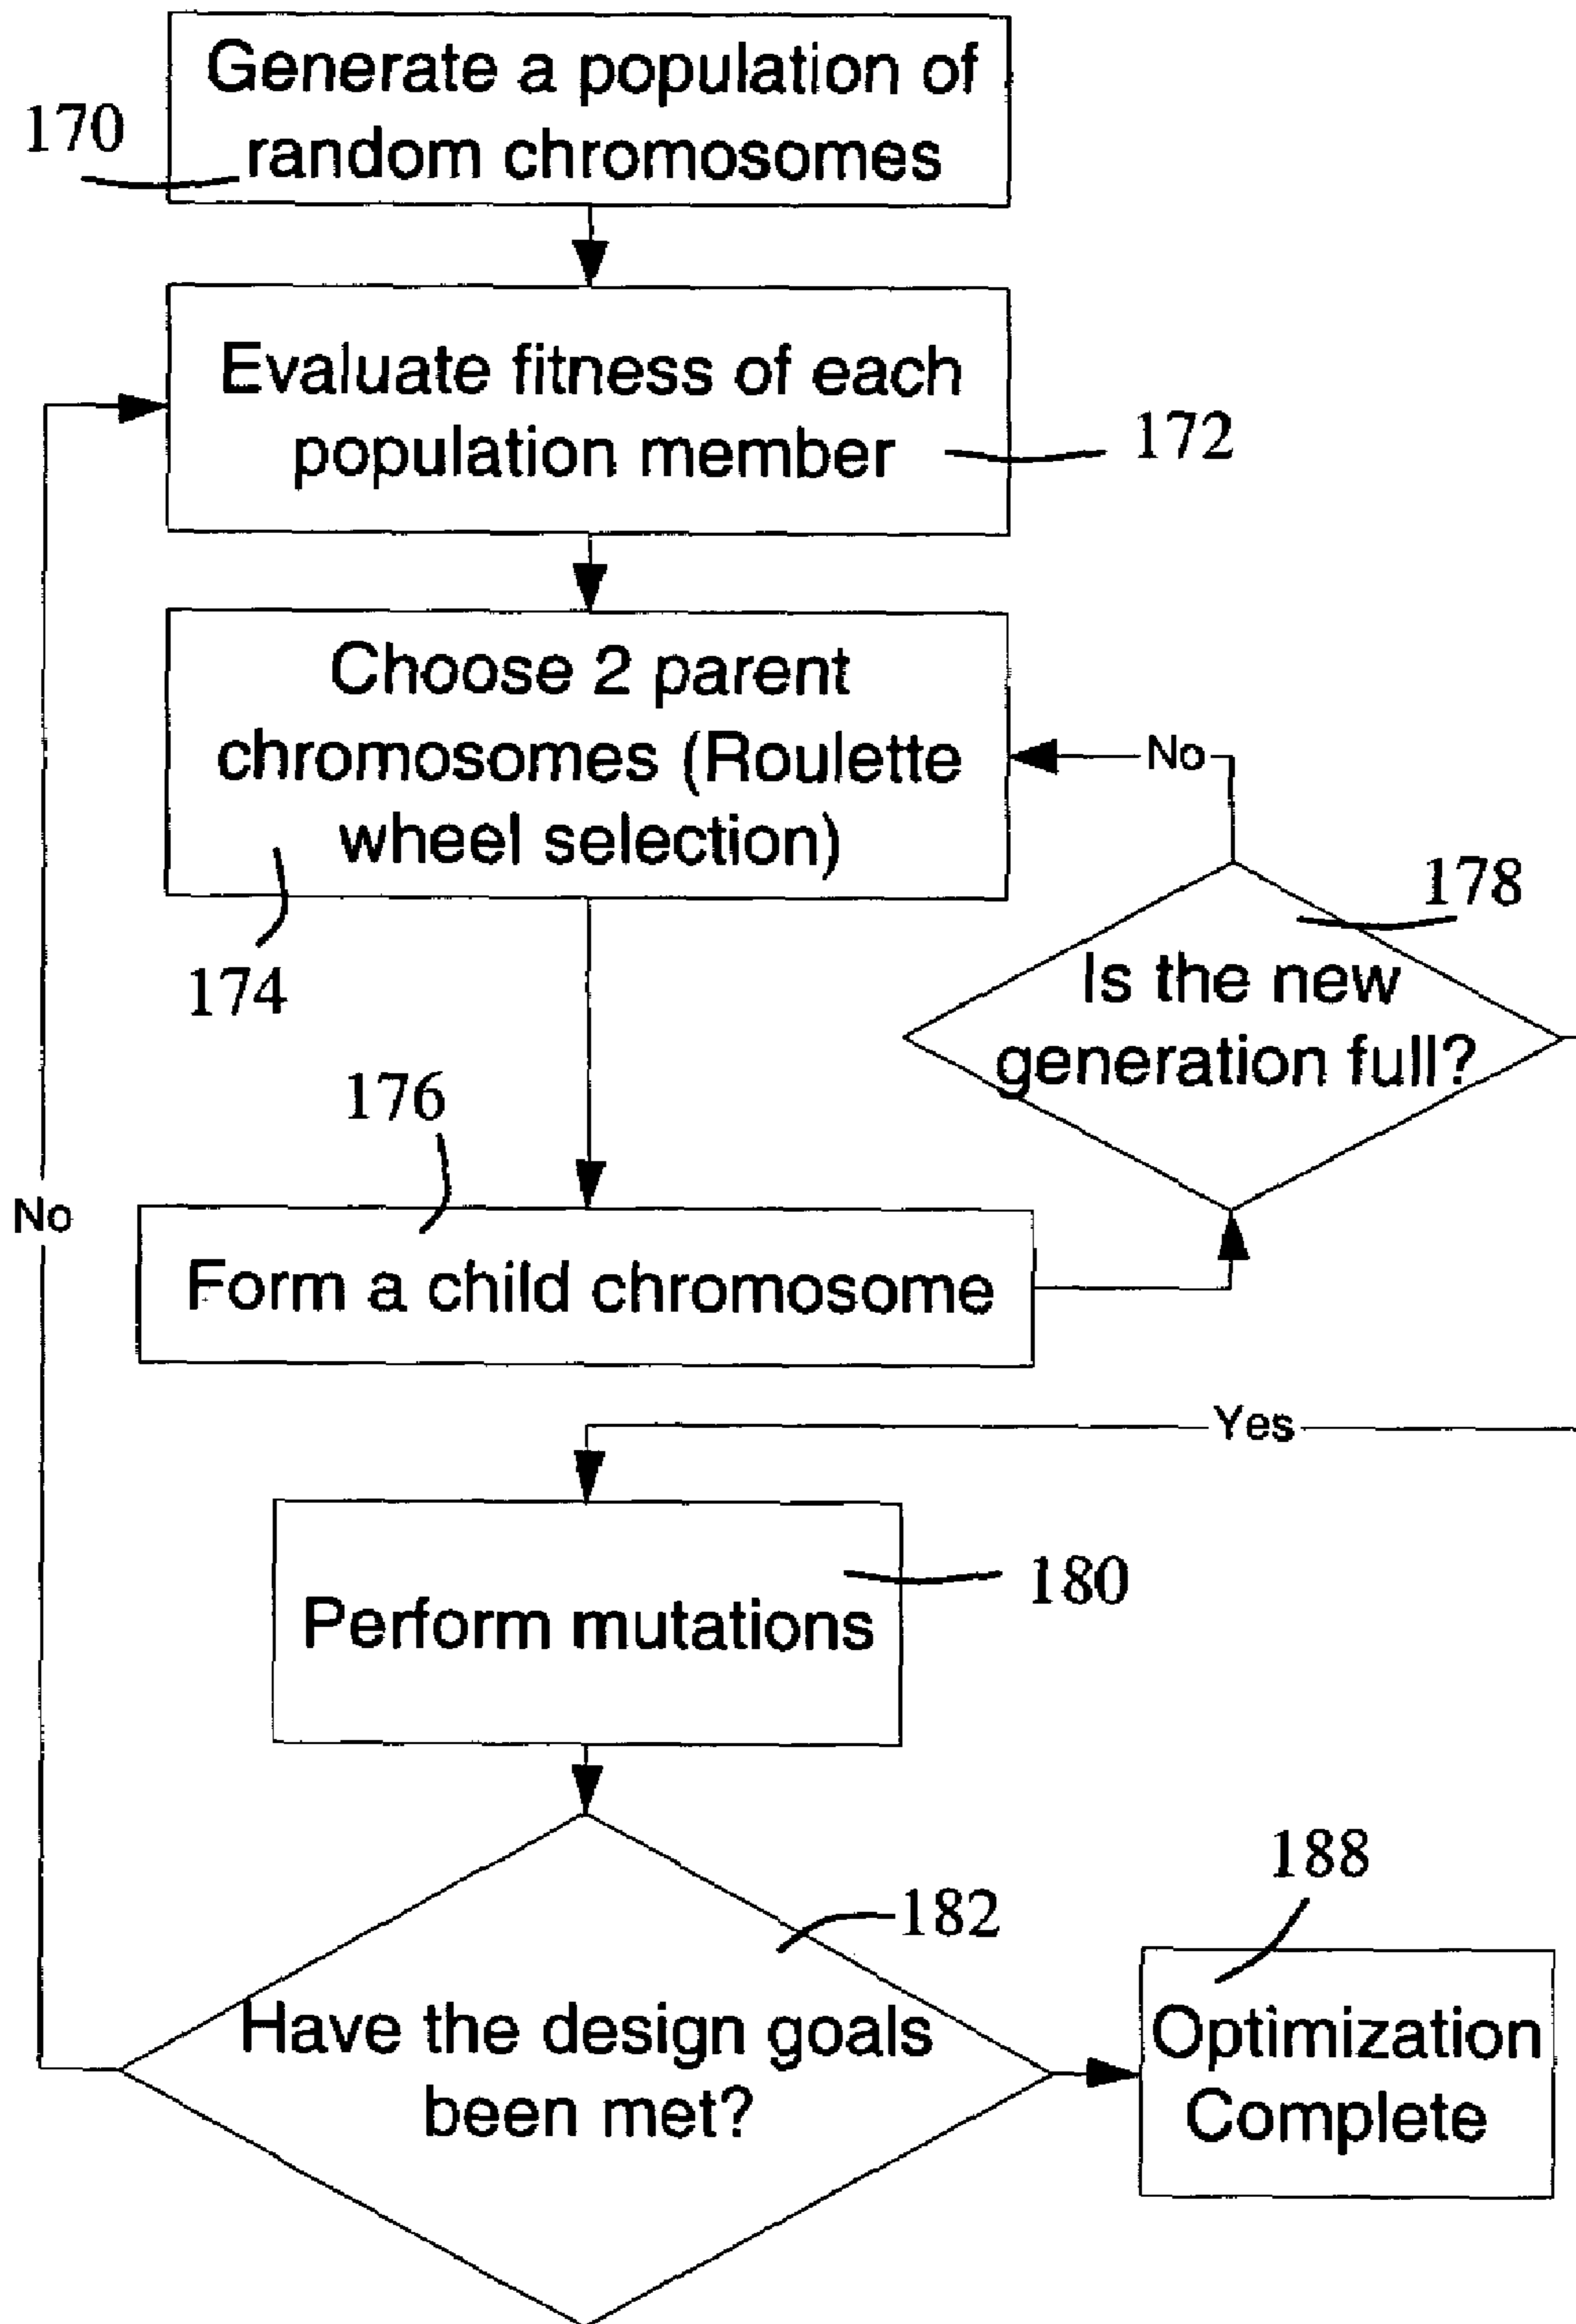 Generate a population of
random chromosomes
170
Evaluate fitness of each
population member
172
Choose 2 parent
chromosomes (Roulette
wheel selection)
174
No
178
Is the new
generation full?
176
Form a child chromosome
No
Yes
Perform mutations
180
182
Have the design goals
been met?
188
Optimization
Complete